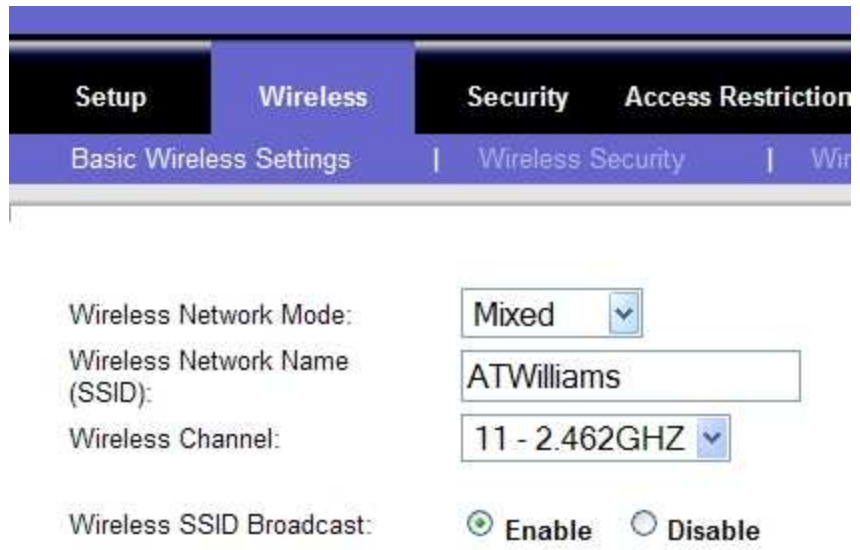 Setup Wireless Security Access Restriction
Basic Wireless Settings | Wireless Security |
Wireless Network Mode: Mixed
Wireless Network Name
(SSID): ATWilliams
Wireless Channel: 11 - 2.462GHZ
Wireless SSID Broadcast: Enable Disable